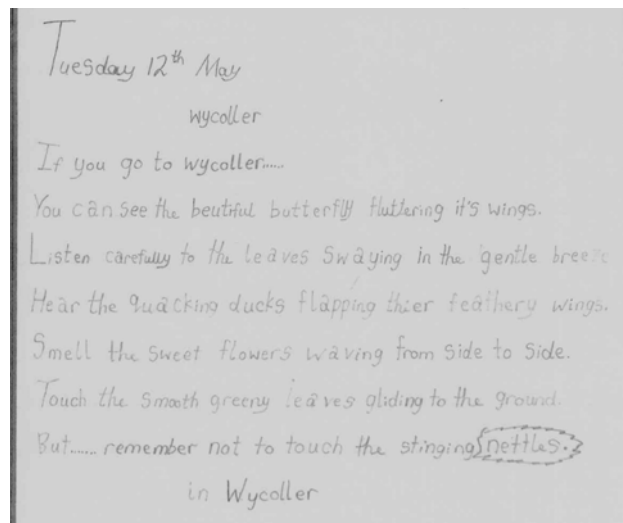 Tuesday 12th May
wycoller
If you go to wycoller......
You can see the beutiful butterflly fluttering it's wings.
Listen carefully to the leaves swaying in the gentle breeze
Hear the quacking ducks flapping thier feathery wings.
Smell the sweet flowers waving from side to side.
Touch the smooth greeny leaves gliding to the ground.
But...... remember not to touch the stinging nettles.
in Wycoller